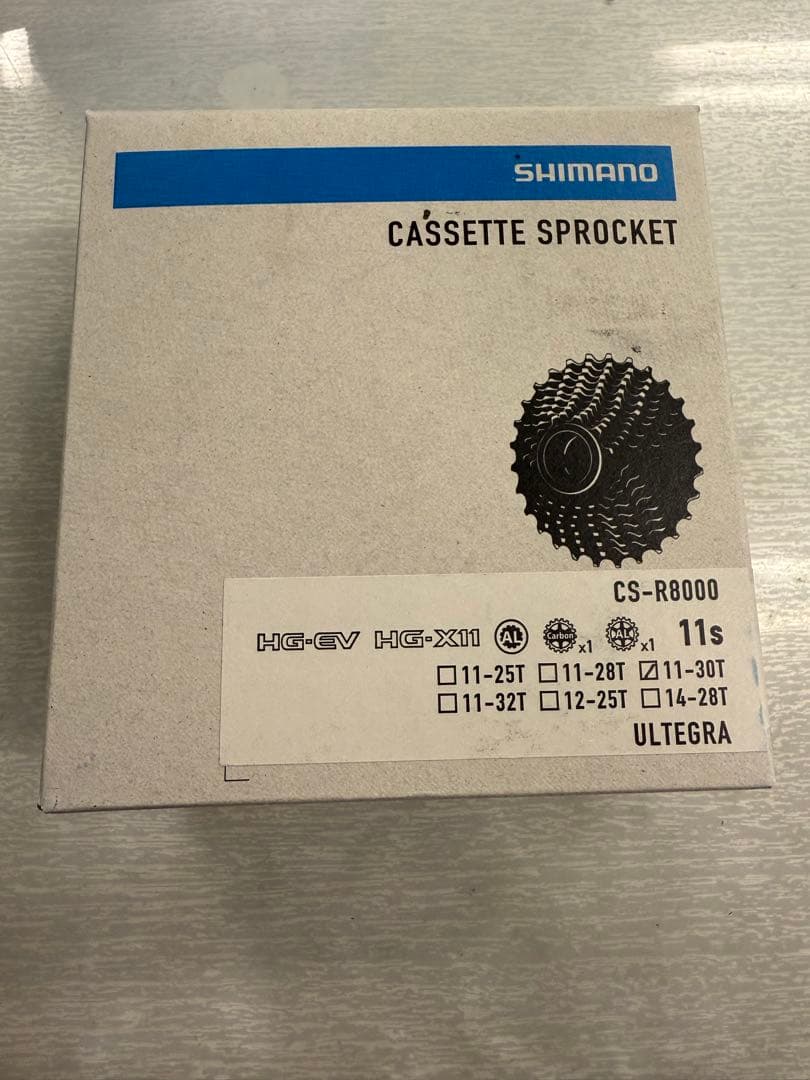 SHIMANO
CASSETTE SPROCKET
CS-R8000
HG-EV HG-X11 AL Carbon x1 AL x1 11s
11-25T 11-28T 11-30T
11-32T 12-25T 14-28T
ULTEGRA